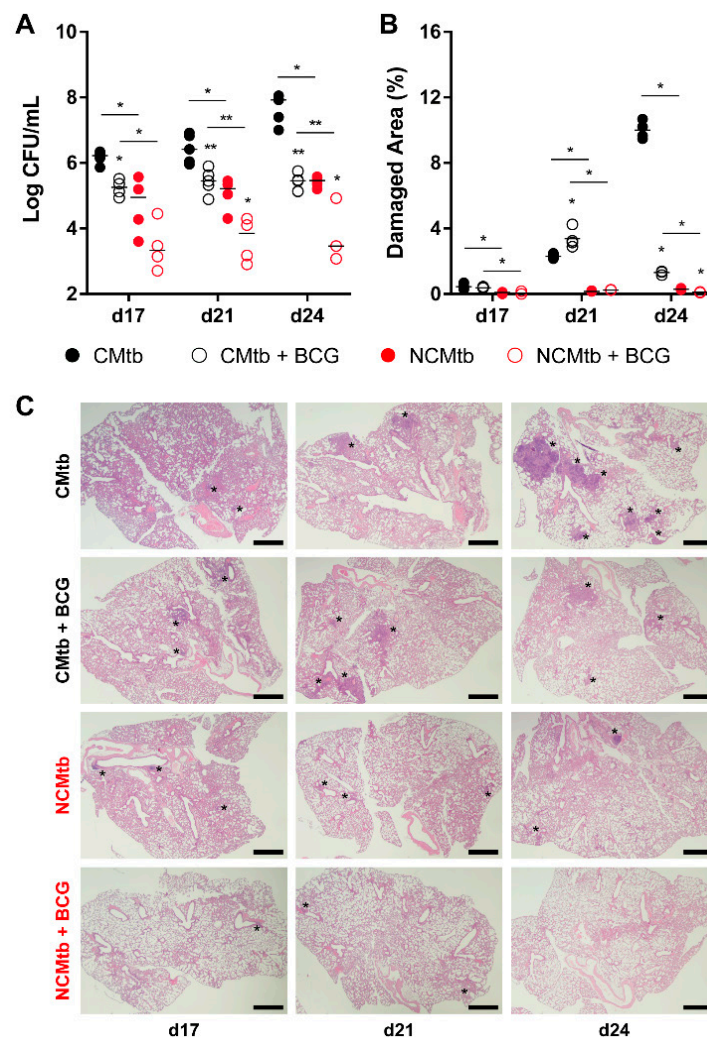 A
B
Log CFU/mL
10
8
6
4
2
* * * * * *
* ** ** *
* ** ** *
d17 d21 d24
Damaged Area (%)
16
12
8
4
0
* *
* * *
* * * *
d17 d21 d24
CMtb CMtb + BCG NCMtb NCMtb + BCG
C
CMtb
CMtb + BCG
NCMtb
NCMtb + BCG
d17 d21 d24